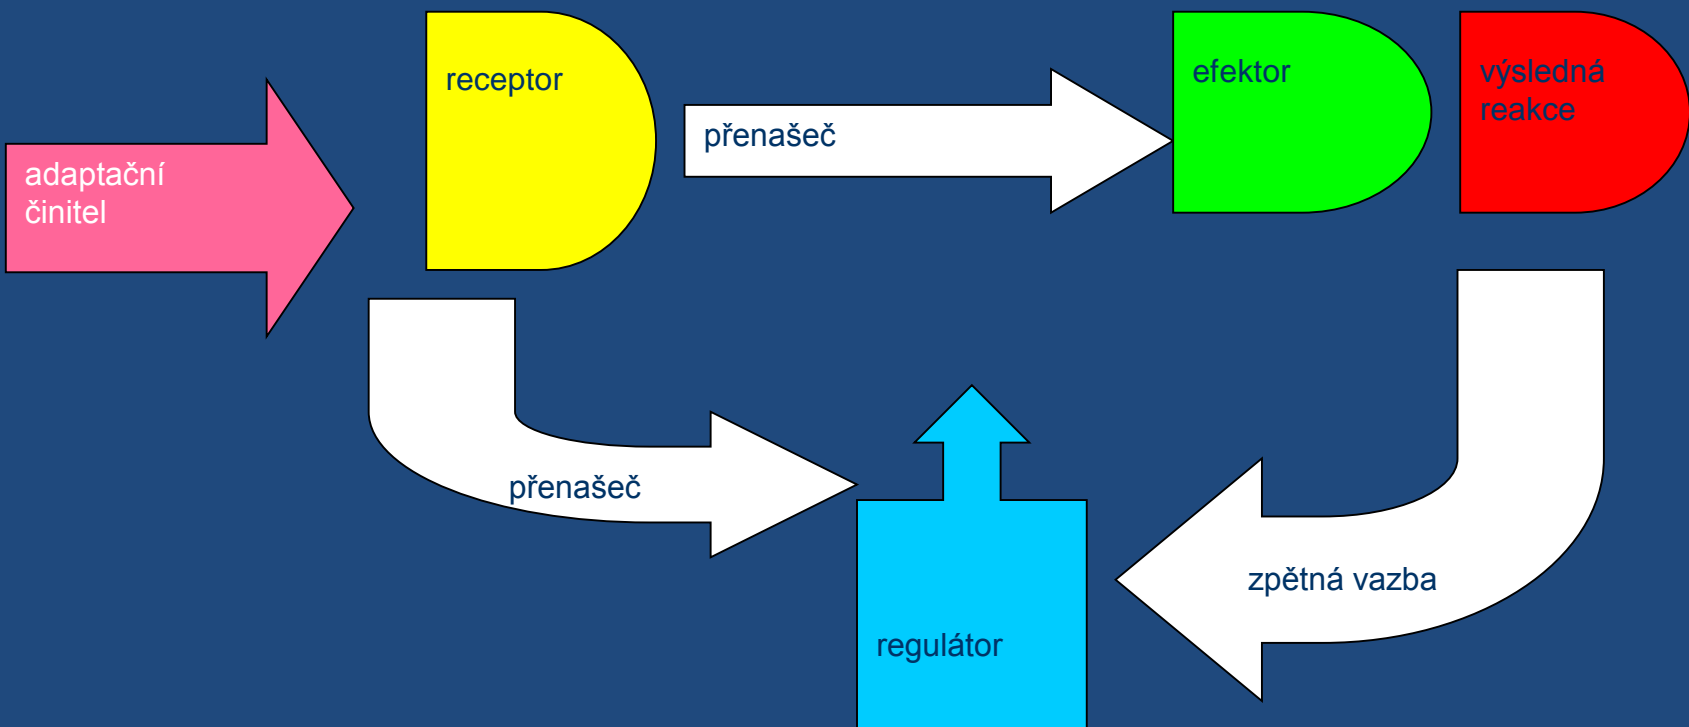 adaptační
činitel
receptor
přenašeč
efektor
výsledná
reakce
přenašeč
zpětná vazba
regulátor